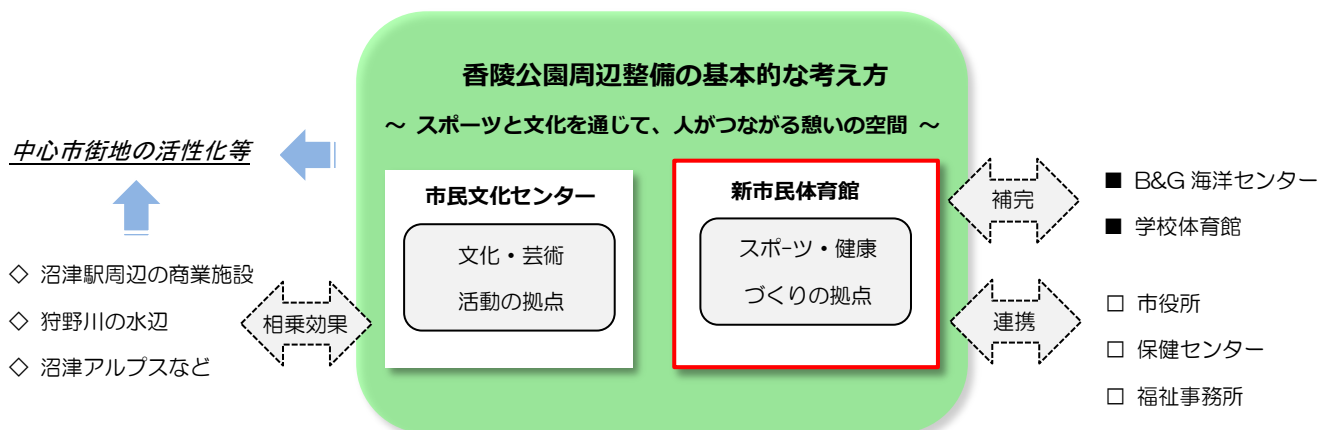 香陵公園周辺整備の基本的な考え方
～ スポーツと文化を通じて、人がつながる憩いの空間 ～
中心市街地の活性化等
市民文化センター
文化・芸術
活動の拠点
新市民体育館
スポーツ・健康
づくりの拠点
補完
■ B&G 海洋センター
■ 学校体育館
◇ 沼津駅周辺の商業施設
◇ 狩野川の水辺
◇ 沼津アルプスなど
相乗効果
連携
□ 市役所
□ 保健センター
□ 福祉事務所